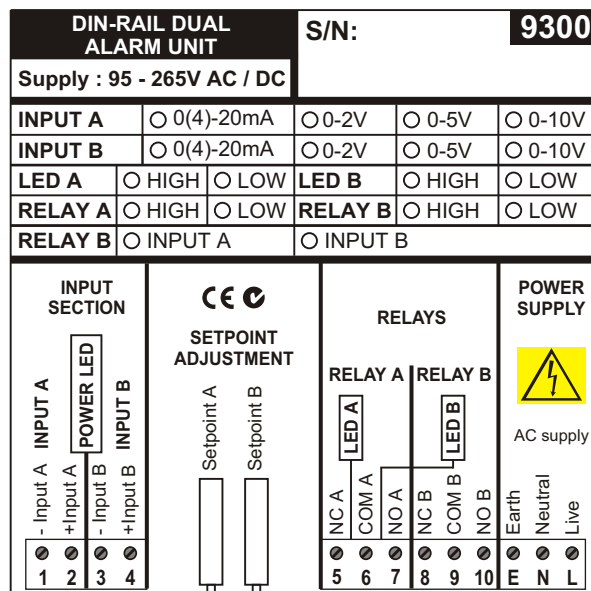 DIN-RAIL DUAL
ALARM UNIT
S/N:
9300
Supply : 95 - 265V AC / DC
INPUT A 0(4)-20mA 0-2V 0-5V 0-10V
INPUT B 0(4)-20mA 0-2V 0-5V 0-10V
LED A HIGH LOW LED B HIGH LOW
RELAY A HIGH LOW RELAY B HIGH LOW
RELAY B INPUT A INPUT B
INPUT
SECTION
INPUT A
POWER LED
INPUT B
- Input A
+Input A
- Input B
+Input B
1 2 3 4
CE
SETPOINT
ADJUSTMENT
Setpoint A
Setpoint B
RELAYS
RELAY A RELAY B
LED A
LED B
NC A
COM A
NO A
NC B
COM B
NO B
5 6 7 8 9 10
POWER
SUPPLY
AC supply
Earth
Neutral
Live
E N L